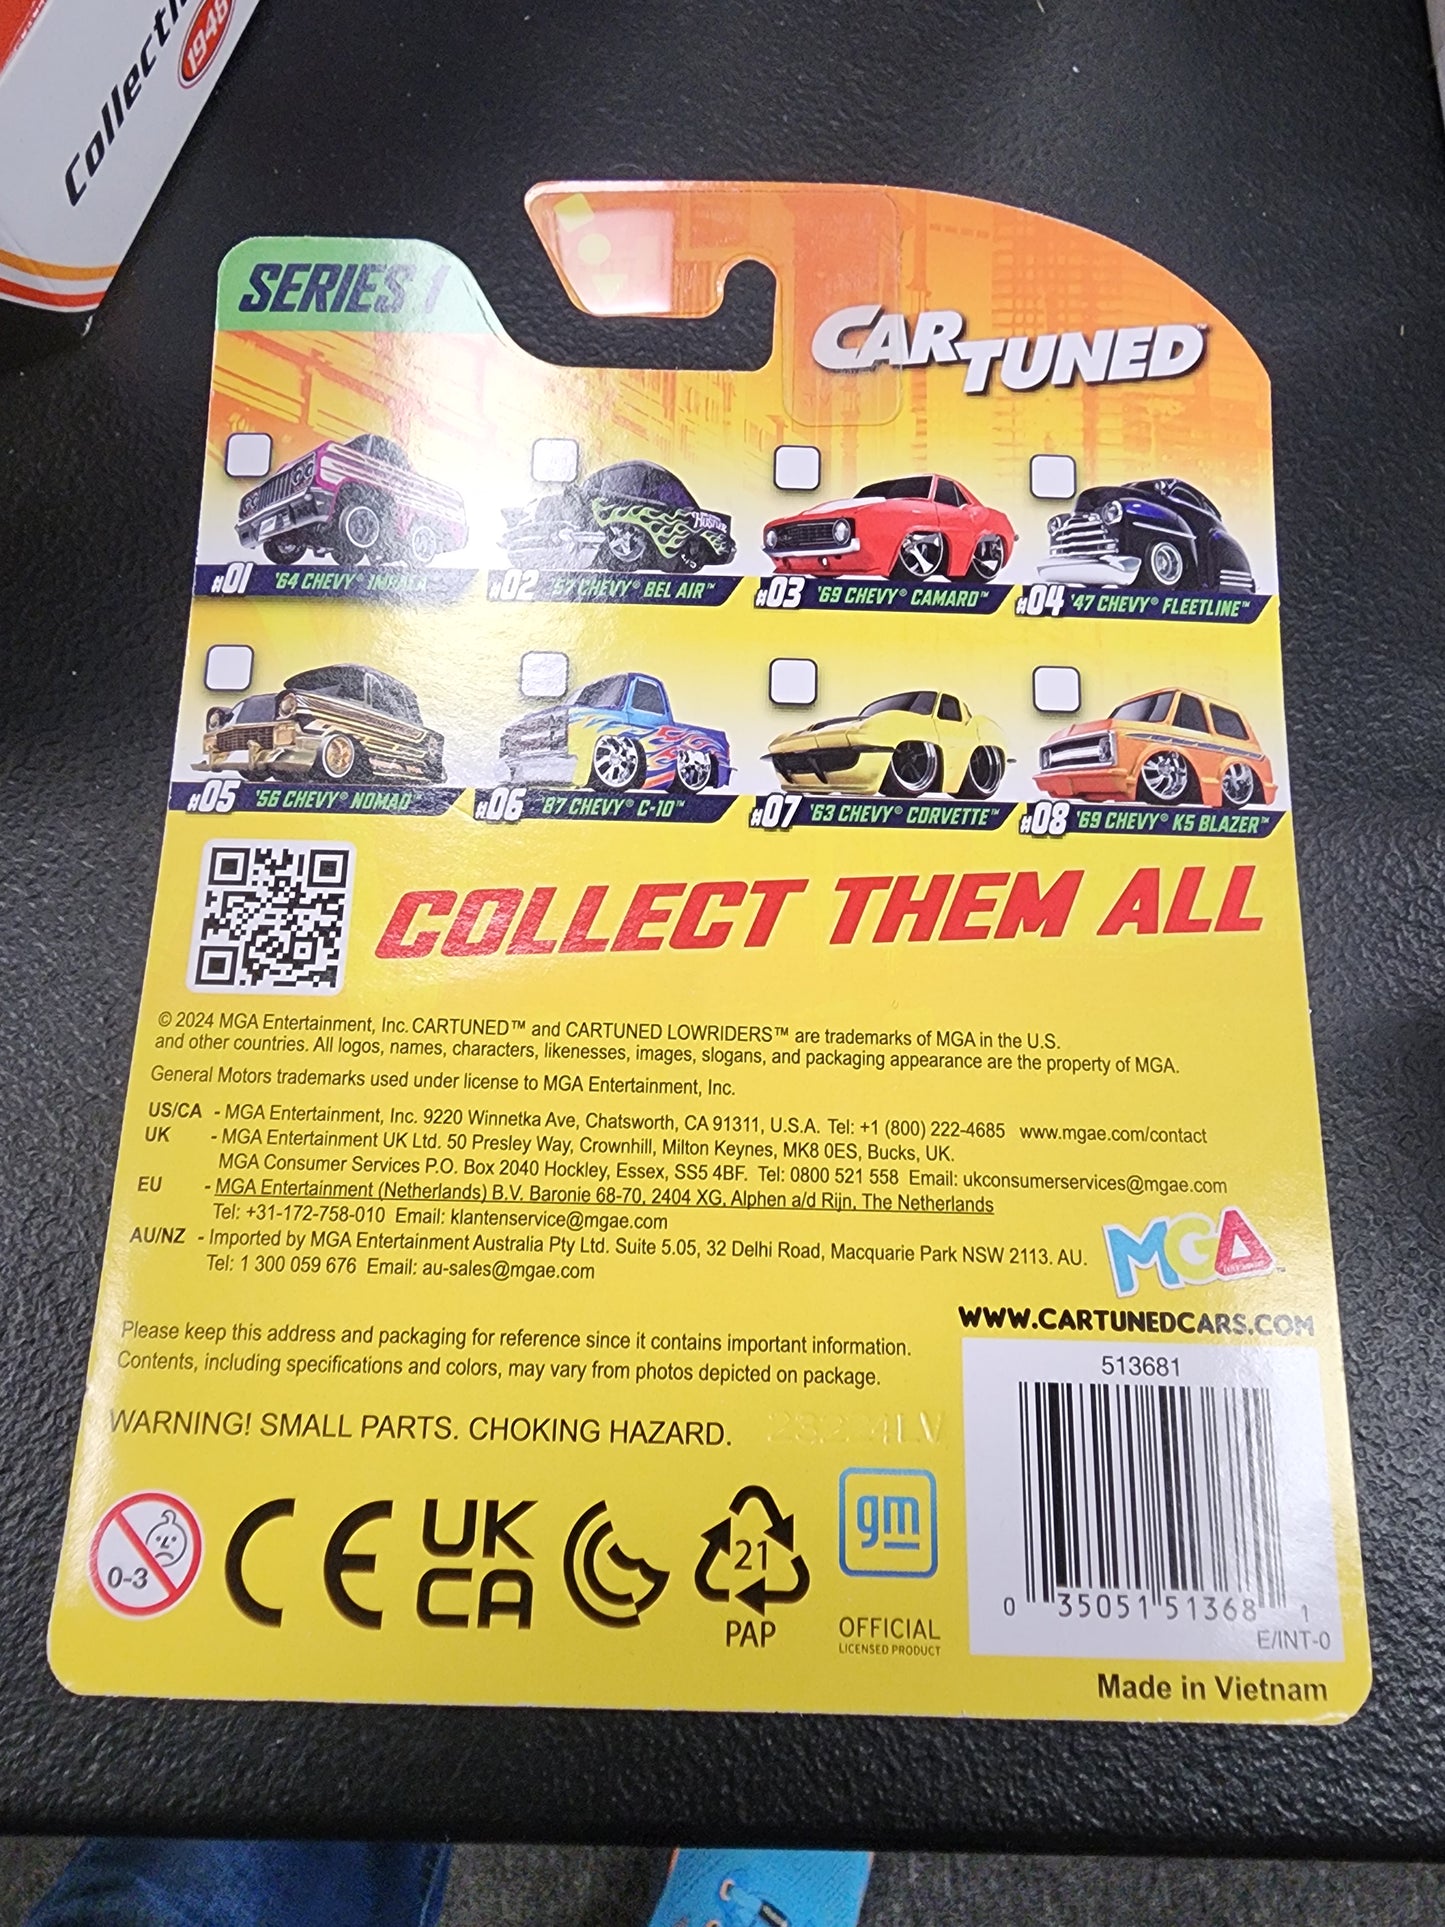 Collecti
1948
SERIES 1
CARTUNED™
#01 '64 CHEVY® IMPALA
#02 '57 CHEVY® BEL AIR™
#03 '69 CHEVY® CAMARO™
#04 '47 CHEVY® FLEETLINE™
HUSTLER
#05 '56 CHEVY® NOMAD™
#06 '87 CHEVY® C-10™
#07 '63 CHEVY® CORVETTE™
#08 '69 CHEVY® K5 BLAZER™
COLLECT THEM ALL
© 2024 MGA Entertainment, Inc. CARTUNED™ and CARTUNED LOWRIDERS™ are trademarks of MGA in the U.S.
and other countries. All logos, names, characters, likenesses, images, slogans, and packaging appearance are the property of MGA.
General Motors trademarks used under license to MGA Entertainment, Inc.
US/CA - MGA Entertainment, Inc. 9220 Winnetka Ave, Chatsworth, CA 91311, U.S.A. Tel: +1 (800) 222-4685 www.mgae.com/contact
UK - MGA Entertainment UK Ltd. 50 Presley Way, Crownhill, Milton Keynes, MK8 0ES, Bucks, UK.
MGA Consumer Services P.O. Box 2040 Hockley, Essex, SS5 4BF. Tel: 0800 521 558 Email: ukconsumerservices@mgae.com
EU - MGA Entertainment (Netherlands) B.V. Baronie 68-70, 2404 XG, Alphen a/d Rijn, The Netherlands
Tel: +31-172-758-010 Email: klantenservice@mgae.com
AU/NZ - Imported by MGA Entertainment Australia Pty Ltd. Suite 5.05, 32 Delhi Road, Macquarie Park NSW 2113. AU.
Tel: 1 300 059 676 Email: au-sales@mgae.com
MGA™
WWW.CARTUNEDCARS.COM
Please keep this address and packaging for reference since it contains important information.
Contents, including specifications and colors, may vary from photos depicted on package.
WARNING! SMALL PARTS. CHOKING HAZARD.
2324LV
0-3
CE
UK
CA
21
PAP
gm
OFFICIAL
LICENSED PRODUCT
513681
0 35051 51368 1
E/INT-0
Made in Vietnam